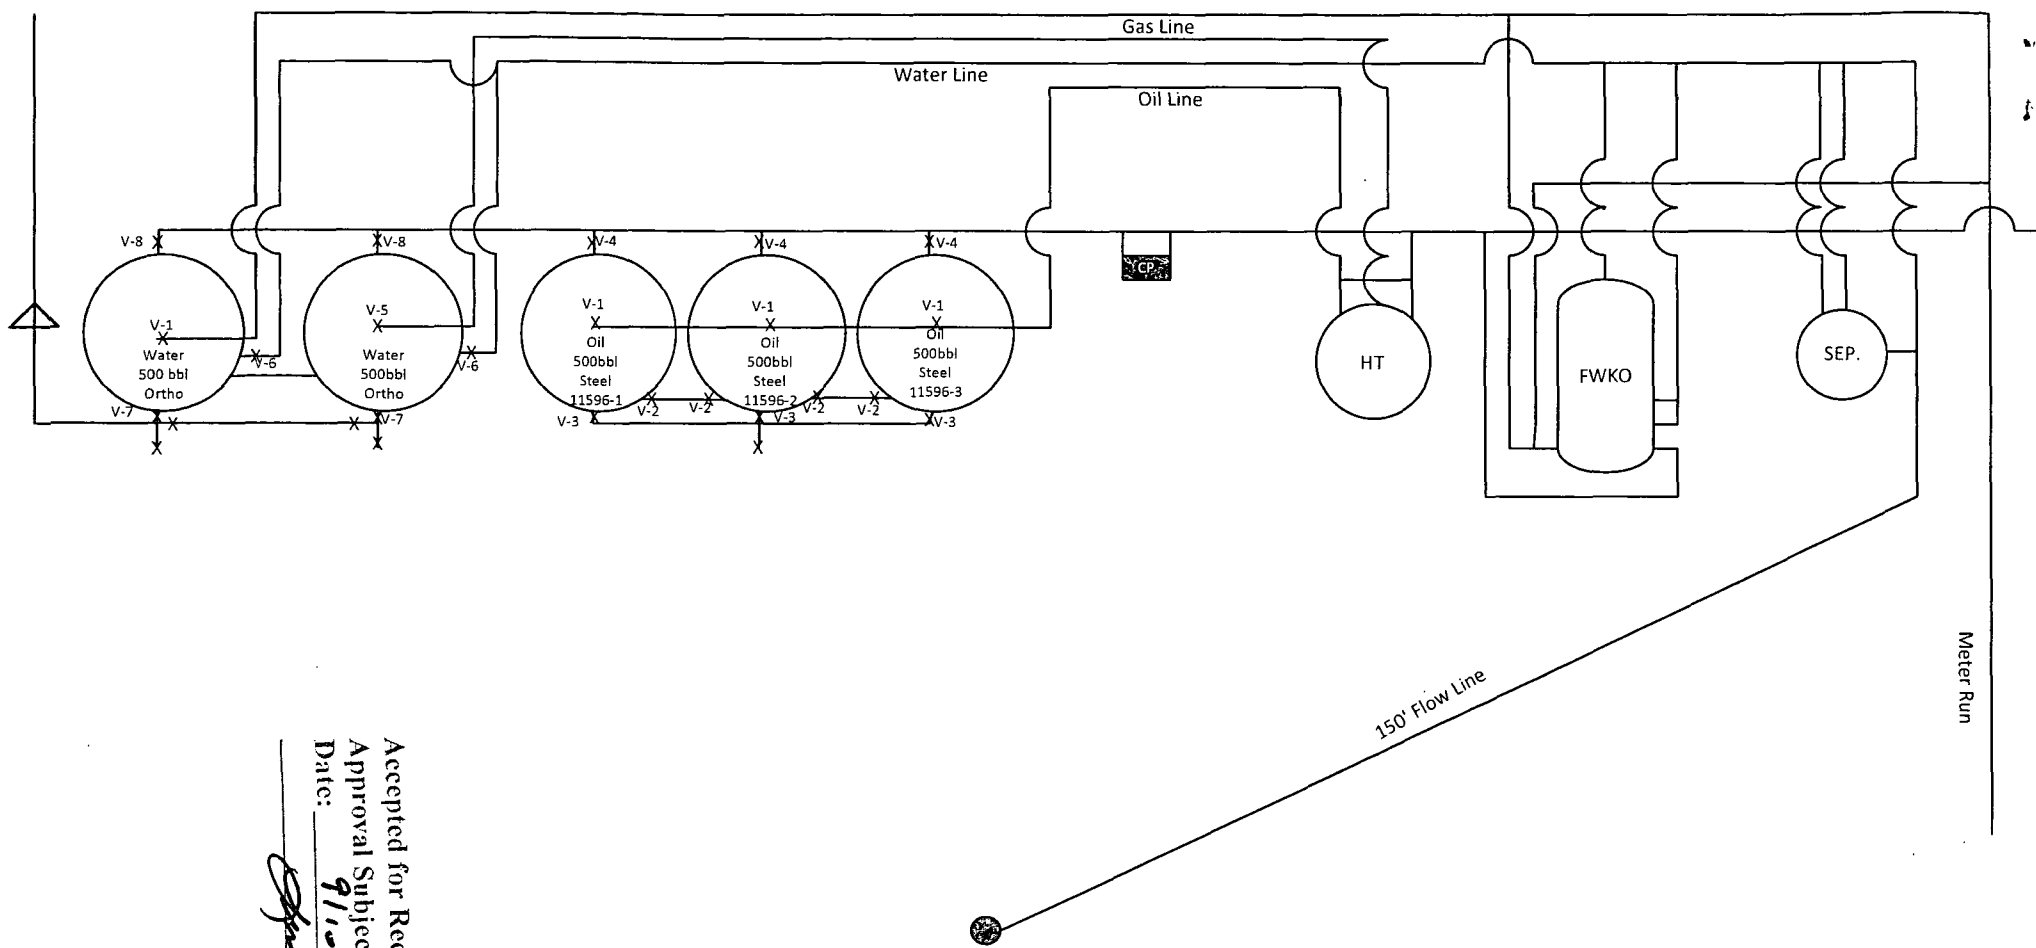 Gas Line
Water Line
Oil Line
V-8
V-8
V-4
V-4
V-4
V-1
Water
500 bbl
Ortho
V-6
V-7
V-5
Water
500bbl
Ortho
V-6
V-7
V-1
Oil
500bbl
Steel
11596-1
V-2
V-3
V-1
Oil
500bbl
Steel
11596-2
V-2
V-2
V-3
V-1
Oil
500bbl
Steel
11596-3
V-2
V-3
CP
HT
FWKO
SEP.
150' Flow Line
Meter Run
Accepted for Rec
Approval Subjec
Date: